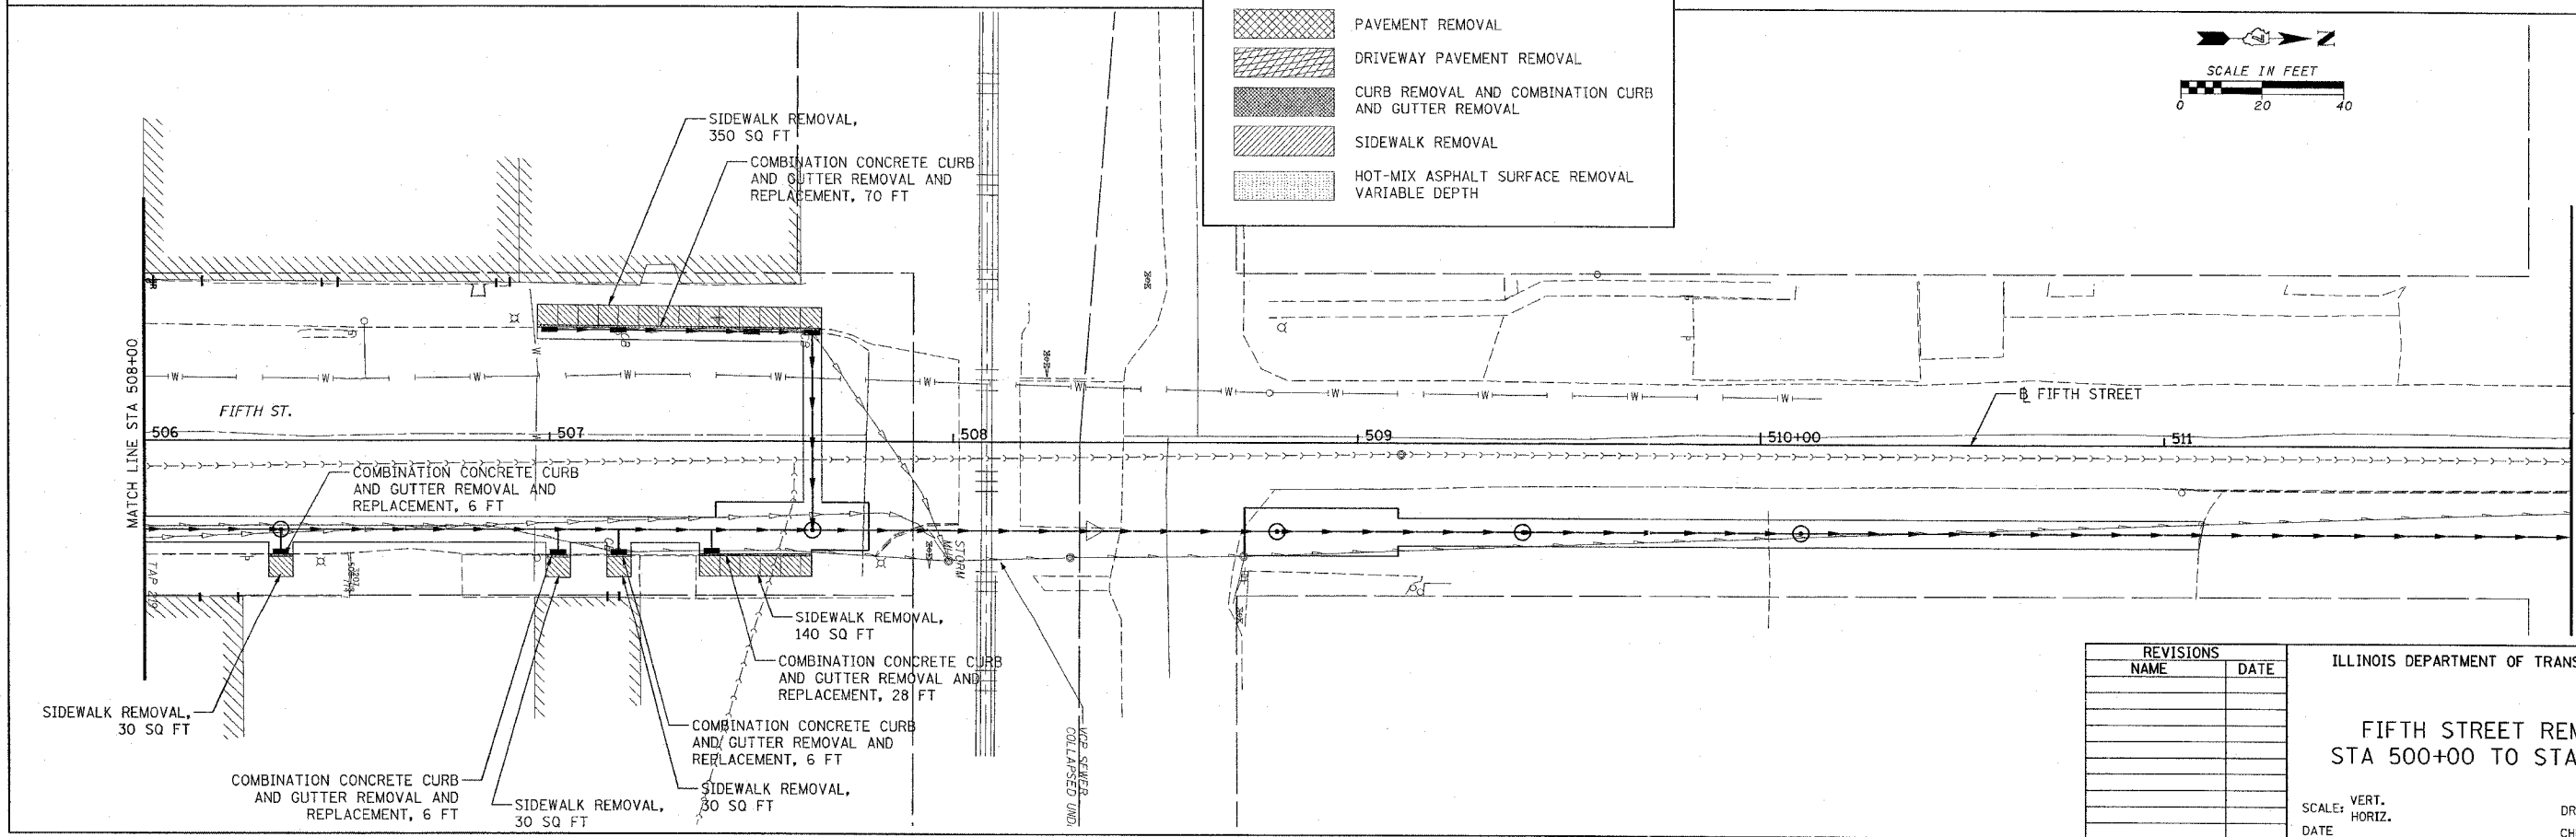 PAVEMENT REMOVAL
DRIVEWAY PAVEMENT REMOVAL
CURB REMOVAL AND COMBINATION CURB
AND GUTTER REMOVAL
SIDEWALK REMOVAL
HOT-MIX ASPHALT SURFACE REMOVAL
VARIABLE DEPTH
Z
SCALE IN FEET
0 20 40
SIDEWALK REMOVAL,
350 SQ FT
COMBINATION CONCRETE CURB
AND GUTTER REMOVAL AND
REPLACEMENT, 70 FT
MATCH LINE STA 508+00
FIFTH ST.
W W W W W W W W W W W W
B FIFTH STREET
506 507 508 509 510+00 511
COMBINATION CONCRETE CURB
AND GUTTER REMOVAL AND
REPLACEMENT, 6 FT
STORM
TAP 219
SIDEWALK REMOVAL,
140 SQ FT
COMBINATION CONCRETE CURB
AND GUTTER REMOVAL AND
REPLACEMENT, 28 FT
SIDEWALK REMOVAL,
30 SQ FT
COMBINATION CONCRETE CURB
AND GUTTER REMOVAL AND
REPLACEMENT, 6 FT
SIDEWALK REMOVAL,
30 SQ FT
COMBINATION CONCRETE CURB
AND GUTTER REMOVAL AND
REPLACEMENT, 6 FT
SIDEWALK REMOVAL,
30 SQ FT
VCP SEWER
COLLAPSED UND.
REVISIONS
NAME DATE
ILLINOIS DEPARTMENT OF TRANS
FIFTH STREET REM
STA 500+00 TO STA
SCALE: VERT.
HORIZ.
DATE
DR
CH